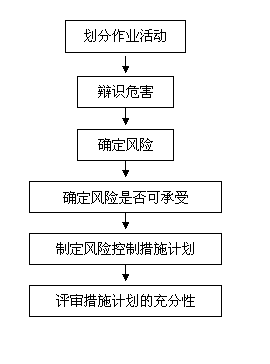 划分作业活动
辩识危害
确定风险
确定风险是否可承受
制定风险控制措施计划
评审措施计划的充分性